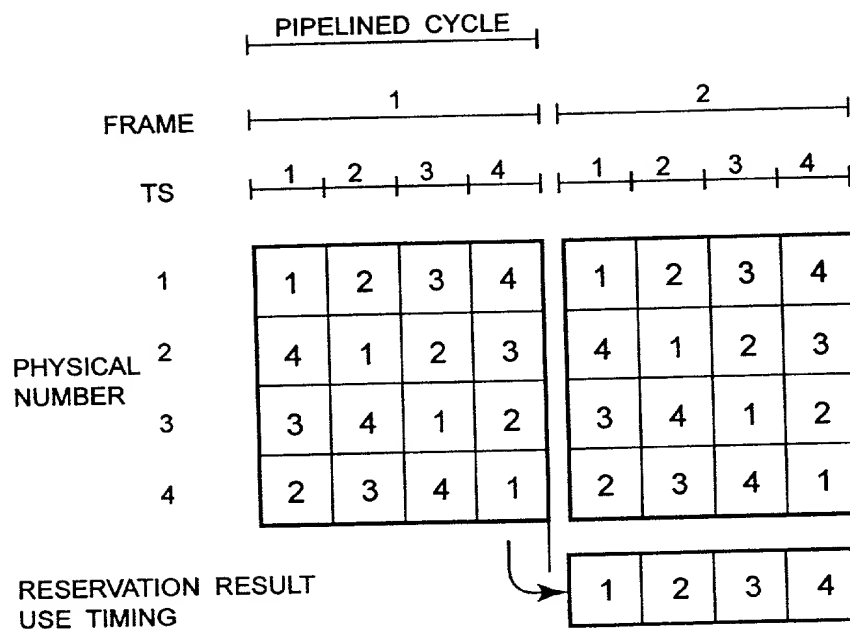 PIPELINED CYCLE
FRAME 1 2
TS 1 2 3 4 1 2 3 4
1 1 2 3 4 1 2 3 4
PHYSICAL NUMBER
2 4 1 2 3 4 1 2 3
3 3 4 1 2 3 4 1 2
4 2 3 4 1 2 3 4 1
RESERVATION RESULT
USE TIMING
1 2 3 4